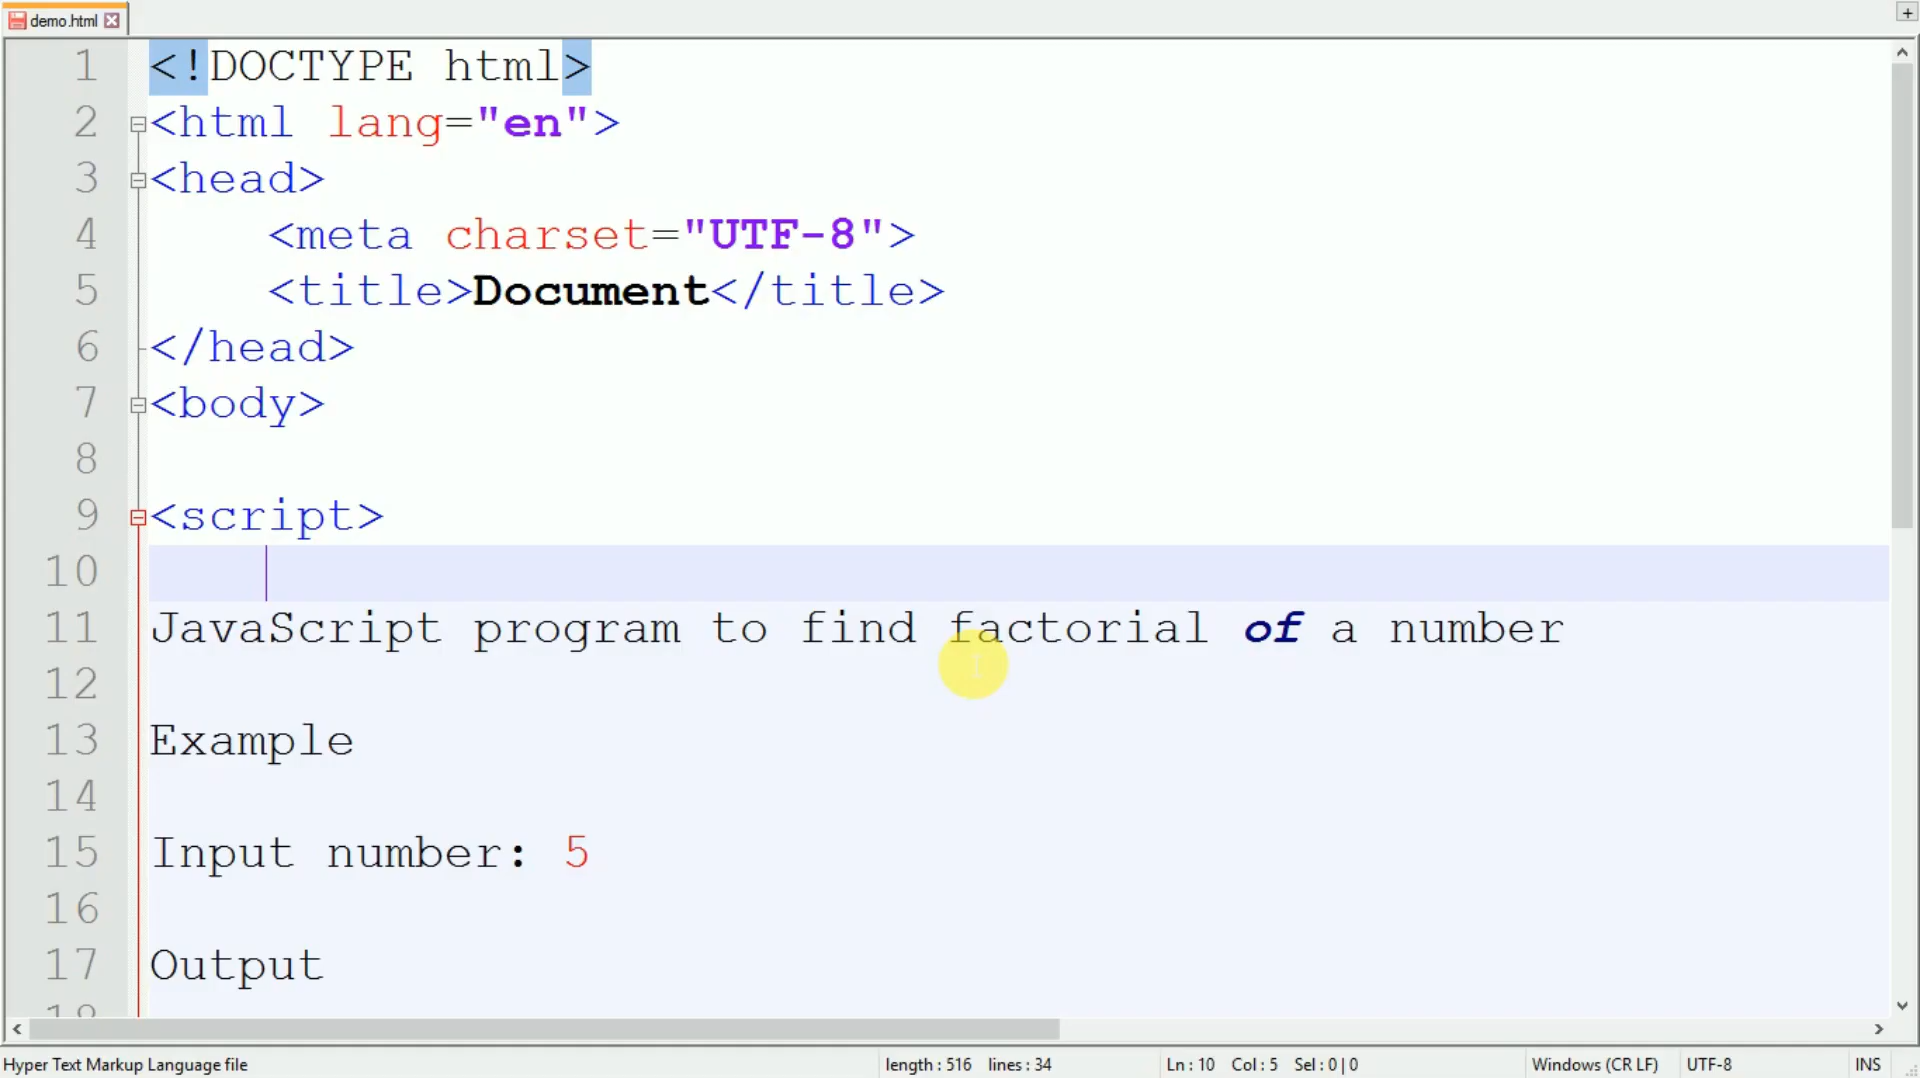 demo.html
1 <!DOCTYPE html>
2 <html lang="en">
3 <head>
4 <meta charset="UTF-8">
5 <title>Document</title>
6 </head>
7 <body>
8
9 <script>
10
11 JavaScript program to find factorial of a number
12
13 Example
14
15 Input number: 5
16
17 Output
18
Hyper Text Markup Language file length : 516 lines : 34 Ln : 10 Col : 5 Sel : 0 | 0 Windows (CR LF) UTF-8 INS